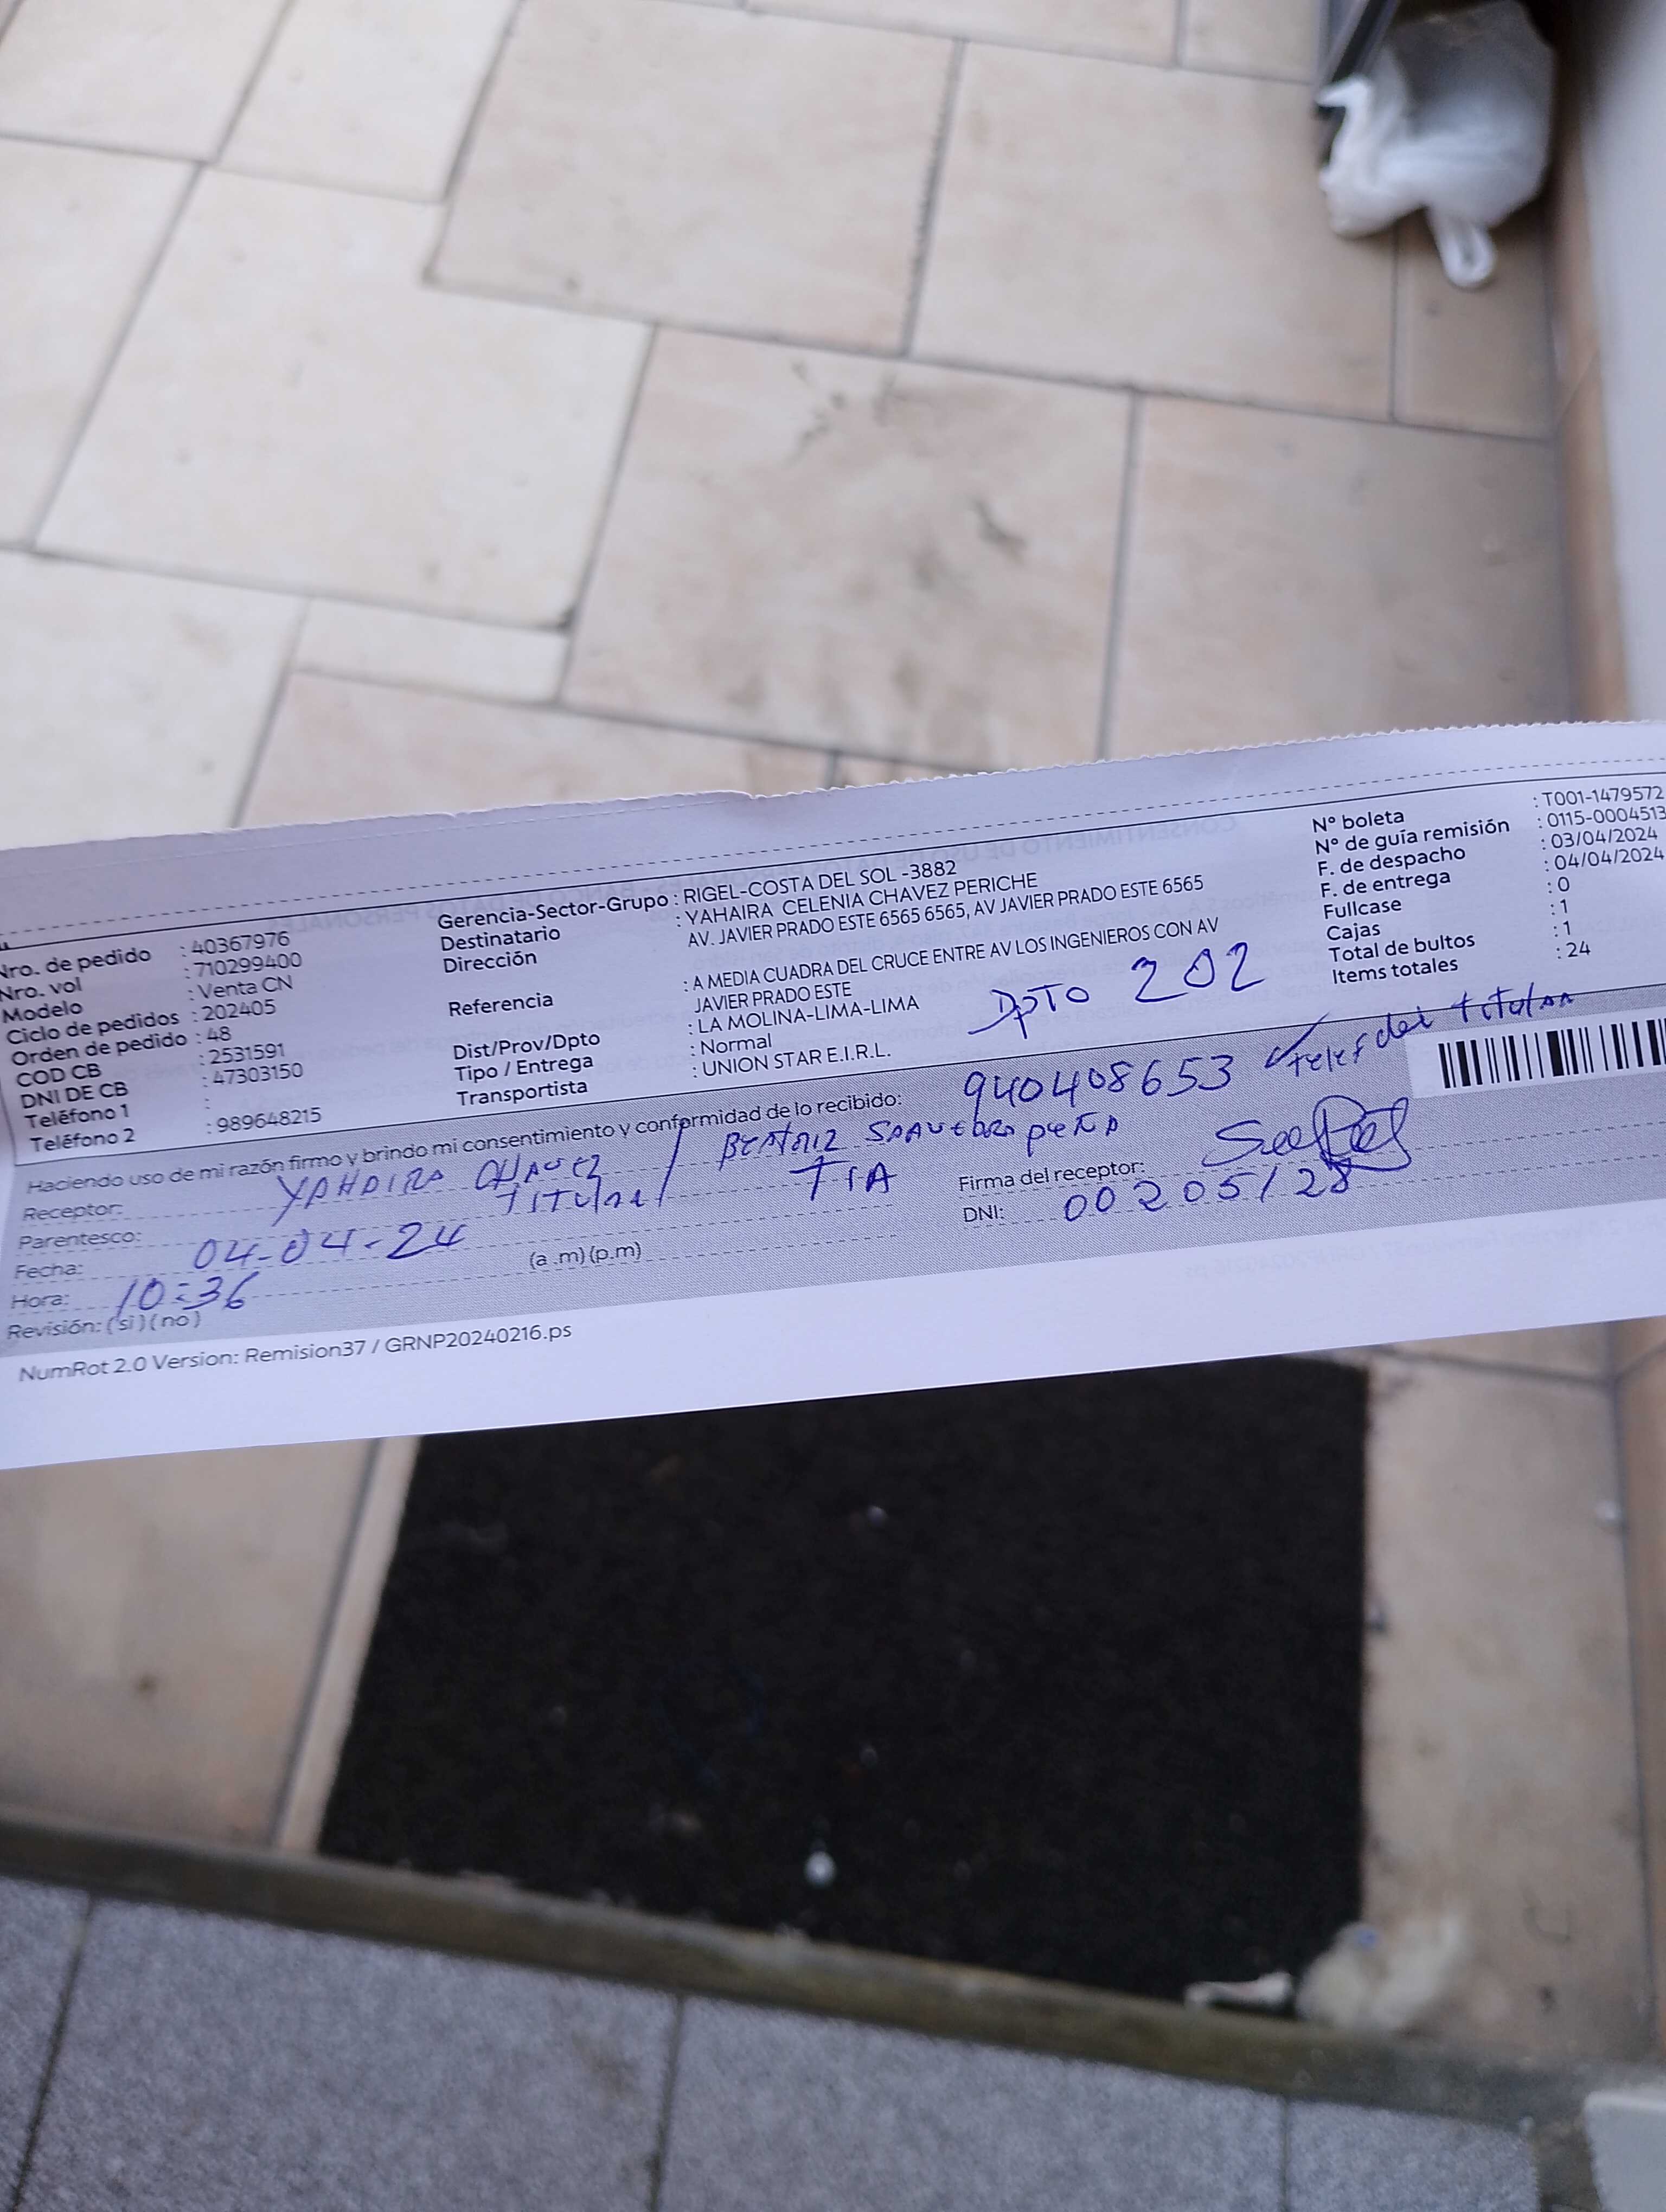 Nro. de pedido : 40367976
Nro. vol : 710299400
Modelo : Venta CN
Ciclo de pedidos : 202405
Orden de pedido : 48
COD CB : 2531591
DNI DE CB : 47303150
Teléfono 1 :
Teléfono 2 : 989648215
Gerencia-Sector-Grupo : RIGEL-COSTA DEL SOL -3882
Destinatario : YAHAIRA CELENIA CHAVEZ PERICHE
Dirección AV. JAVIER PRADO ESTE 6565 6565, AV JAVIER PRADO ESTE 6565
Referencia : A MEDIA CUADRA DEL CRUCE ENTRE AV LOS INGENIEROS CON AV
JAVIER PRADO ESTE
Dist/Prov/Dpto : LA MOLINA-LIMA-LIMA
Tipo / Entrega : Normal
Transportista : UNION STAR E.I.R.L.
DpTO 202
N° boleta : T001-1479572
N° de guía remisión : 0115-0004513
F. de despacho : 03/04/2024
F. de entrega : 04/04/2024
Fullcase : 0
Cajas : 1
Total de bultos : 1
Items totales : 24
Haciendo uso de mi razón firmo y brindo mi consentimiento y conformidad de lo recibido:
940408653 telef del titular
Receptor: YAHAIRA CHAVEZ / BEATRIZ SAAVEDRA PEÑA
Parentesco: TITULAR / TIA
Fecha: 04-04-24
Hora: 10:36 (a .m) (p.m)
Revisión: (si) (no)
Firma del receptor:
DNI: 00205128
NumRot 2.0 Version: Remision37 / GRNP20240216.ps